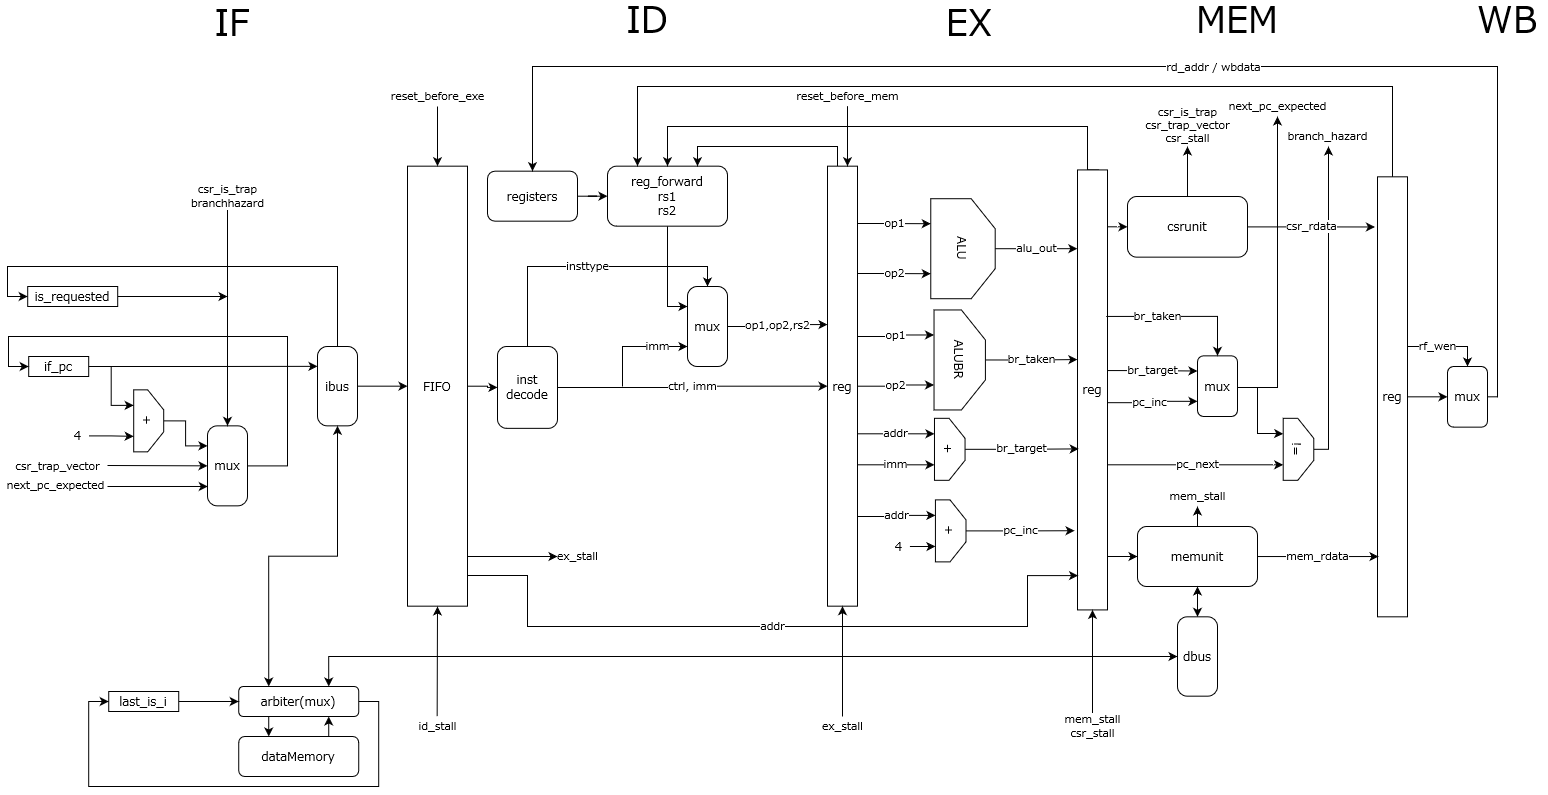 IF
ID
EX
MEM
WB
rd_addr / wbdata
reset_before_exe
reset_before_mem
csr_is_trap
csr_trap_vector
csr_stall
next_pc_expected
branch_hazard
csr_is_trap
branchhazard
registers
reg_forward
rs1
rs2
op1
op2
ALU
alu_out
csrunit
csr_rdata
is_requested
insttype
mux
op1,op2,rs2
imm
if_pc
ibus
FIFO
inst
decode
ctrl, imm
reg
op1
op2
ALUBR
br_taken
reg
br_taken
br_target
pc_inc
mux
rf_wen
reg
mux
+
4
mux
csr_trap_vector
next_pc_expected
addr
imm
+
br_target
!=
pc_next
addr
4
+
pc_inc
mem_stall
memunit
mem_rdata
ex_stall
addr
dbus
last_is_i
arbiter(mux)
dataMemory
id_stall
ex_stall
mem_stall
csr_stall